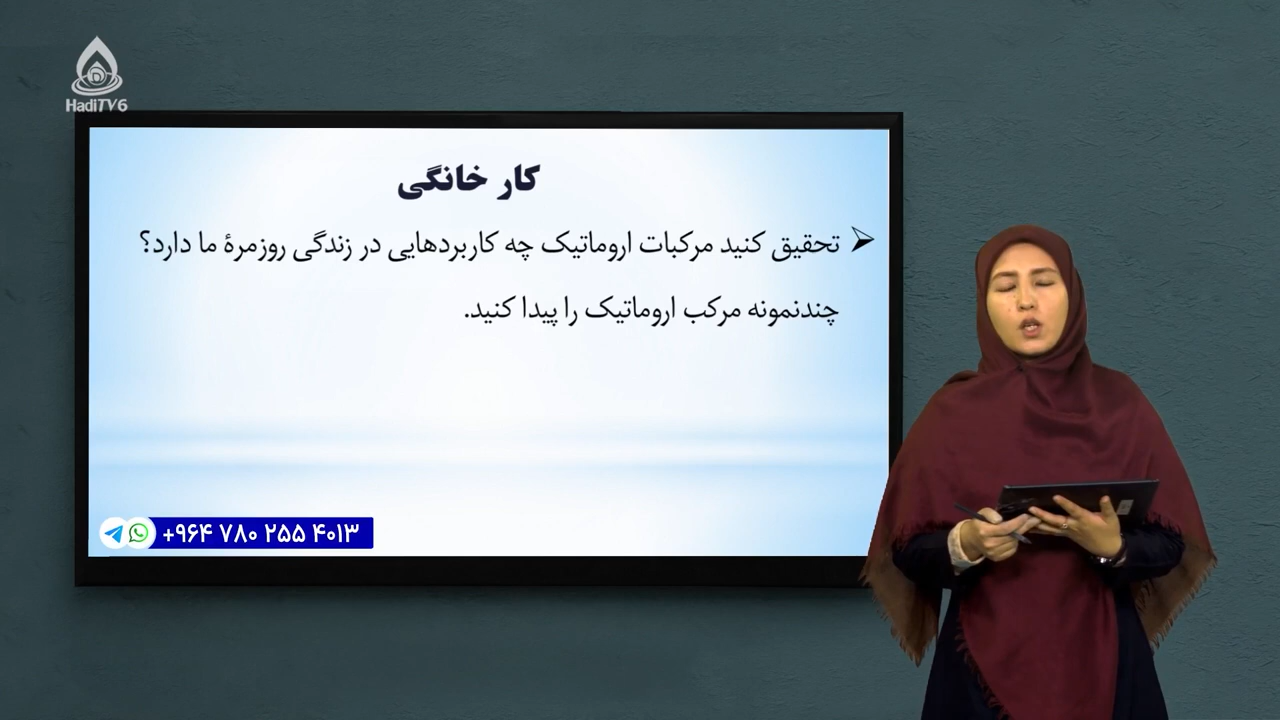 HadiTV6
کار خانگی
تحقیق کنید مرکبات اروماتیک چه کاربردهایی در زندگی روزمرهٔ ما دارد؟
چندنمونه مرکب اروماتیک را پیدا کنید.
+۹۶۴ ۷۸۰ ۲۵۵ ۴۰۱۳